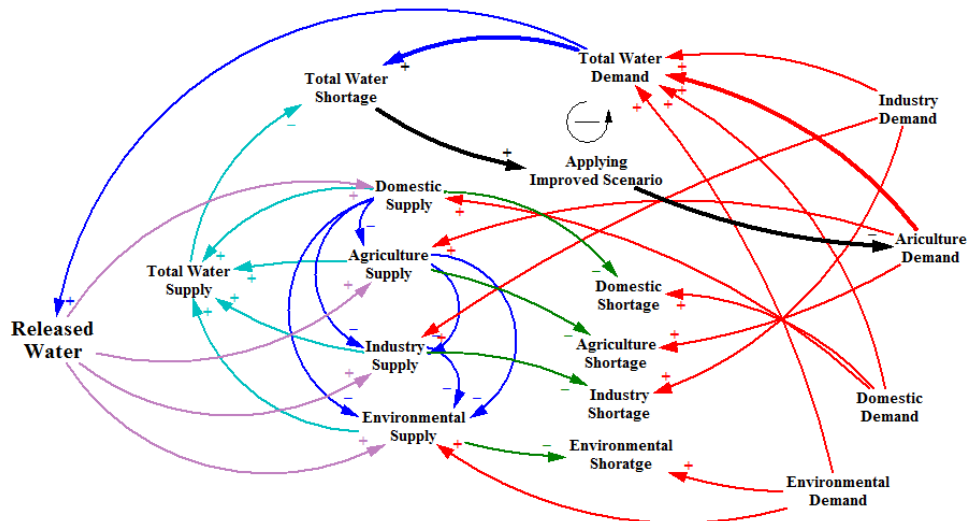 Total Water
Demand
Total Water
Shortage
Industry
Demand
Applying
Improved Scenario
Domestic
Supply
Ariculture
Demand
Agriculture
Supply
Total Water
Supply
Domestic
Shortage
Released
Water
Industry
Supply
Agriculture
Shortage
Industry
Shortage
Domestic
Demand
Environmental
Supply
Environmental
Shoratge
Environmental
Demand